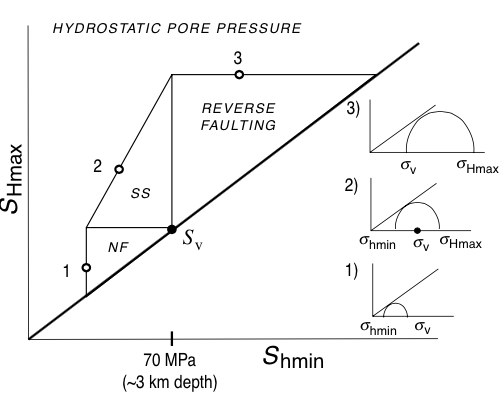 HYDROSTATIC PORE PRESSURE
3
REVERSE
FAULTING
2
SS
NF
1
Sv
SHmax
70 MPa
(~3 km depth)
Shmin
3)
σv σHmax
2)
σhmin σv σHmax
1)
σhmin σv